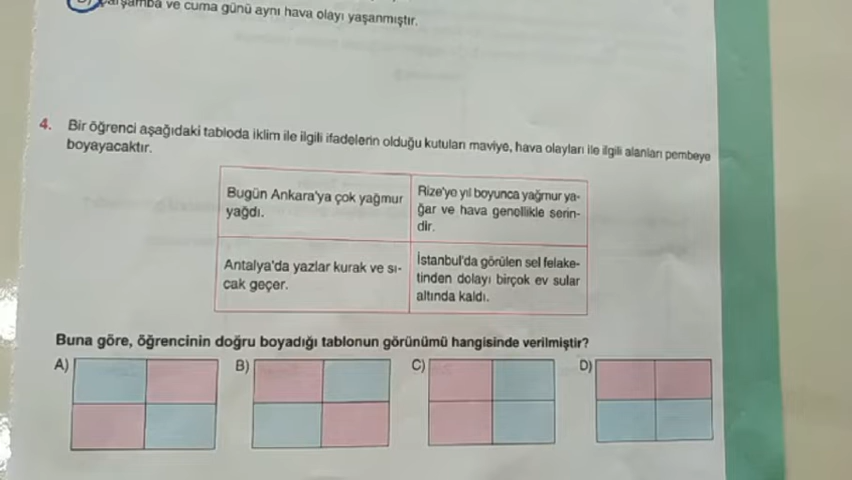 Çarşamba ve cuma günü aynı hava olayı yaşanmıştır.
4. Bir öğrenci aşağıdaki tabloda iklim ile ilgili ifadelerin olduğu kutuları maviye, hava olayları ile ilgili alanları pembeye
boyayacaktır.
Bugün Ankara'ya çok yağmur
yağdı.
Rize'ye yıl boyunca yağmur ya-
ğar ve hava genellikle serin-
dir.
Antalya'da yazlar kurak ve sı-
cak geçer.
İstanbul'da görülen sel felake-
tinden dolayı birçok ev sular
altında kaldı.
Buna göre, öğrencinin doğru boyadığı tablonun görünümü hangisinde verilmiştir?
A) B) C) D)